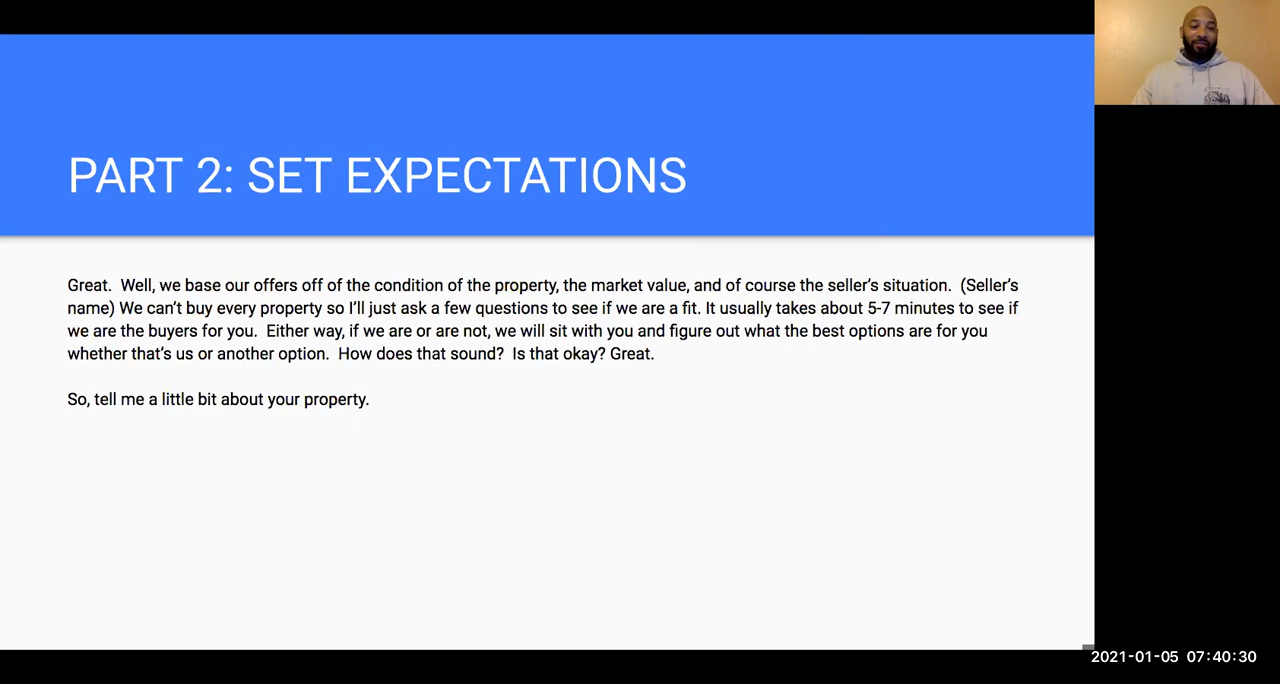 PART 2: SET EXPECTATIONS
Great.  Well, we base our offers off of the condition of the property, the market value, and of course the seller's situation.  (Seller's
name) We can't buy every property so I'll just ask a few questions to see if we are a fit. It usually takes about 5-7 minutes to see if
we are the buyers for you.  Either way, if we are or are not, we will sit with you and figure out what the best options are for you
whether that's us or another option.  How does that sound?  Is that okay? Great.
So, tell me a little bit about your property.
2021-01-05 07:40:30